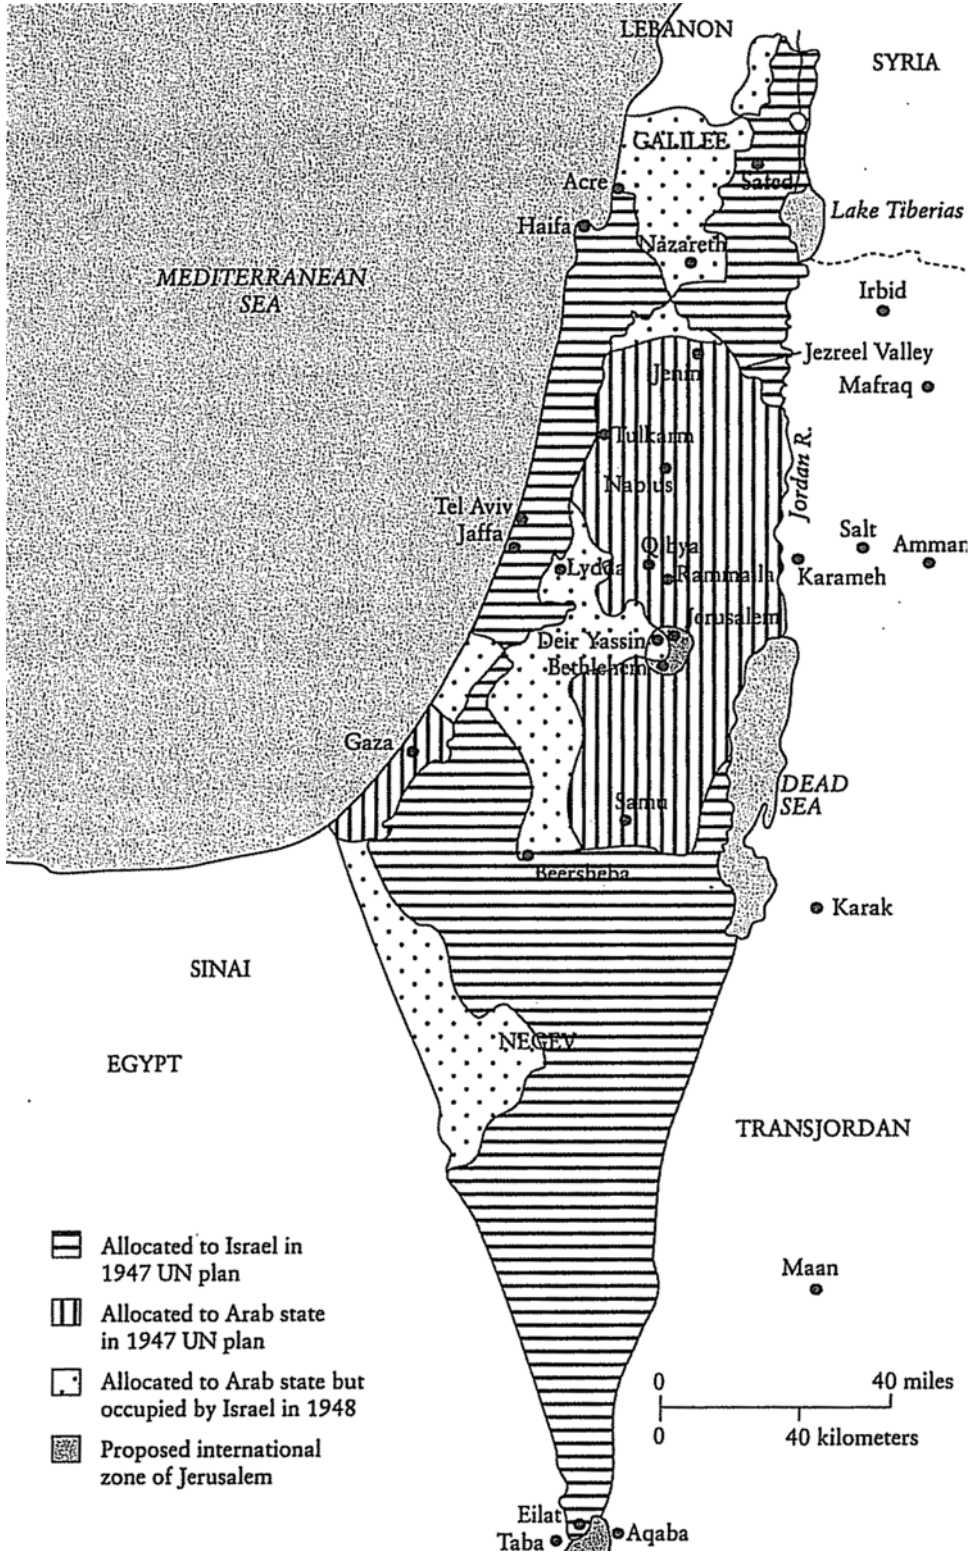 LEBANON
SYRIA
GALILEE
Safed
Acre
Lake Tiberias
Haifa
Nazareth
MEDITERRANEAN
SEA
Irbid
Jezreel Valley
Jenin
Mafraq
Jordan R.
Tulkarm
Nablus
Tel Aviv
Jaffa
Salt
Amman
Qibya
Lydda
Rammalla
Karameh
Jerusalem
Deir Yassin
Bethlehem
Gaza
DEAD
SEA
Samu
Beersheba
Karak
SINAI
NEGEV
EGYPT
TRANSJORDAN
Allocated to Israel in
1947 UN plan
Maan
Allocated to Arab state
in 1947 UN plan
Allocated to Arab state but
occupied by Israel in 1948
0 40 miles
0 40 kilometers
Proposed international
zone of Jerusalem
Eilat
Taba
Aqaba